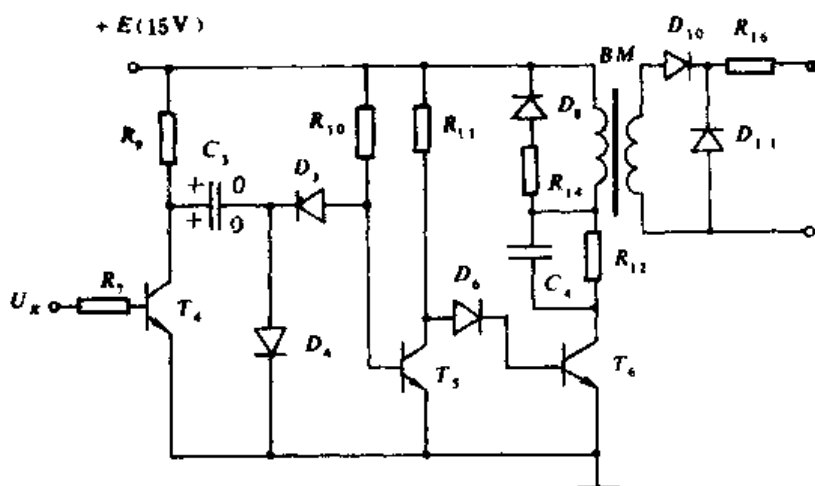 + E(15V)
D₁₀
R₁₆
BM
R₉
R₁₀
R₁₁
D₈
D₁₁
C₃
+
0
+
0
D₃
R₁₄
R₁₂
C₄
D₆
U_K
R₇
T₄
D₄
T₅
T₆